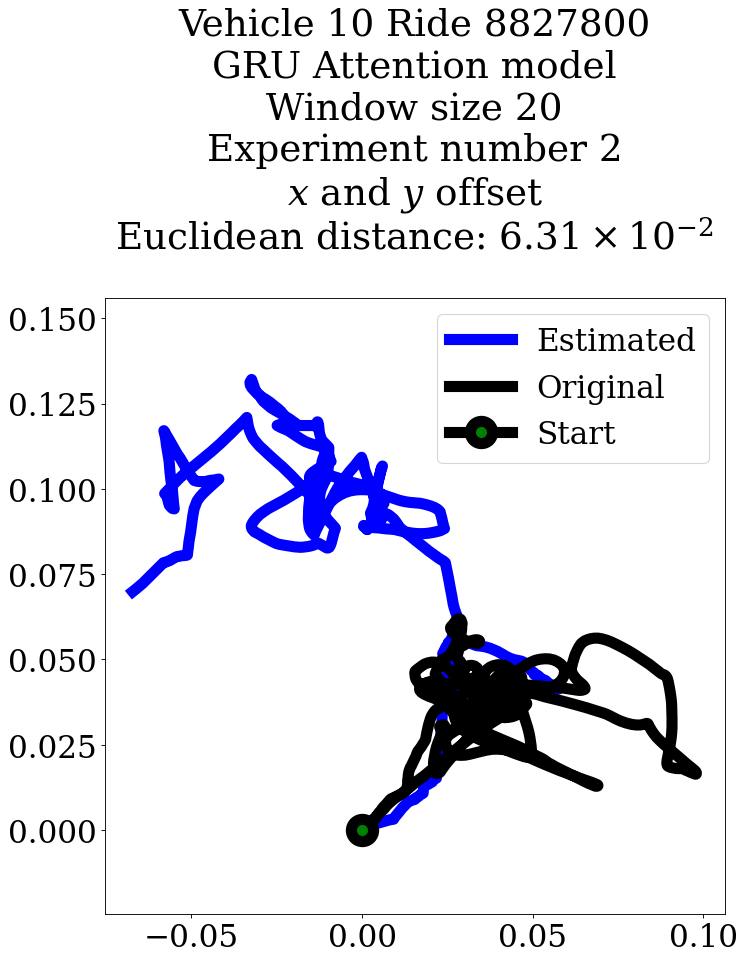 Vehicle 10 Ride 8827800
GRU Attention model
Window size 20
Experiment number 2
x and y offset
Euclidean distance: 6.31 × 10⁻²
0.150
0.125
0.100
0.075
0.050
0.025
0.000
Estimated
Original
Start
−0.05
0.00
0.05
0.10